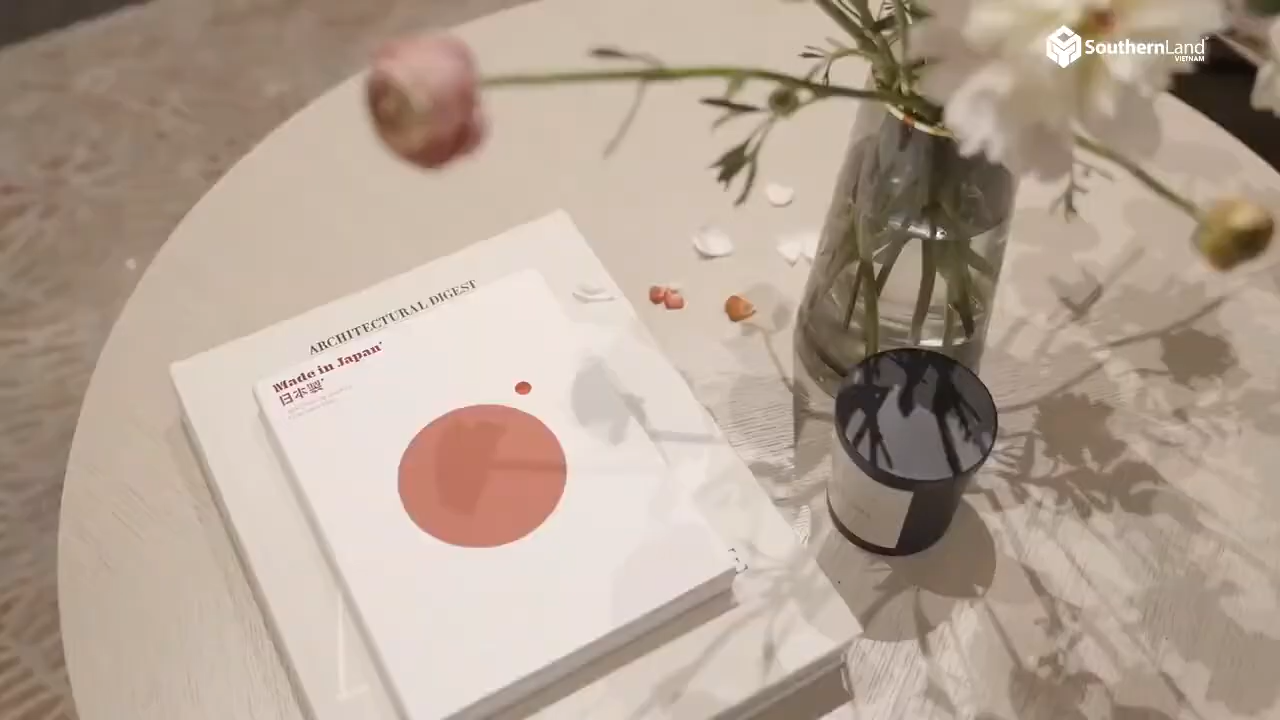 SouthernLand
VIETNAM
ARCHITECTURAL DIGEST
Made in Japan
日本製